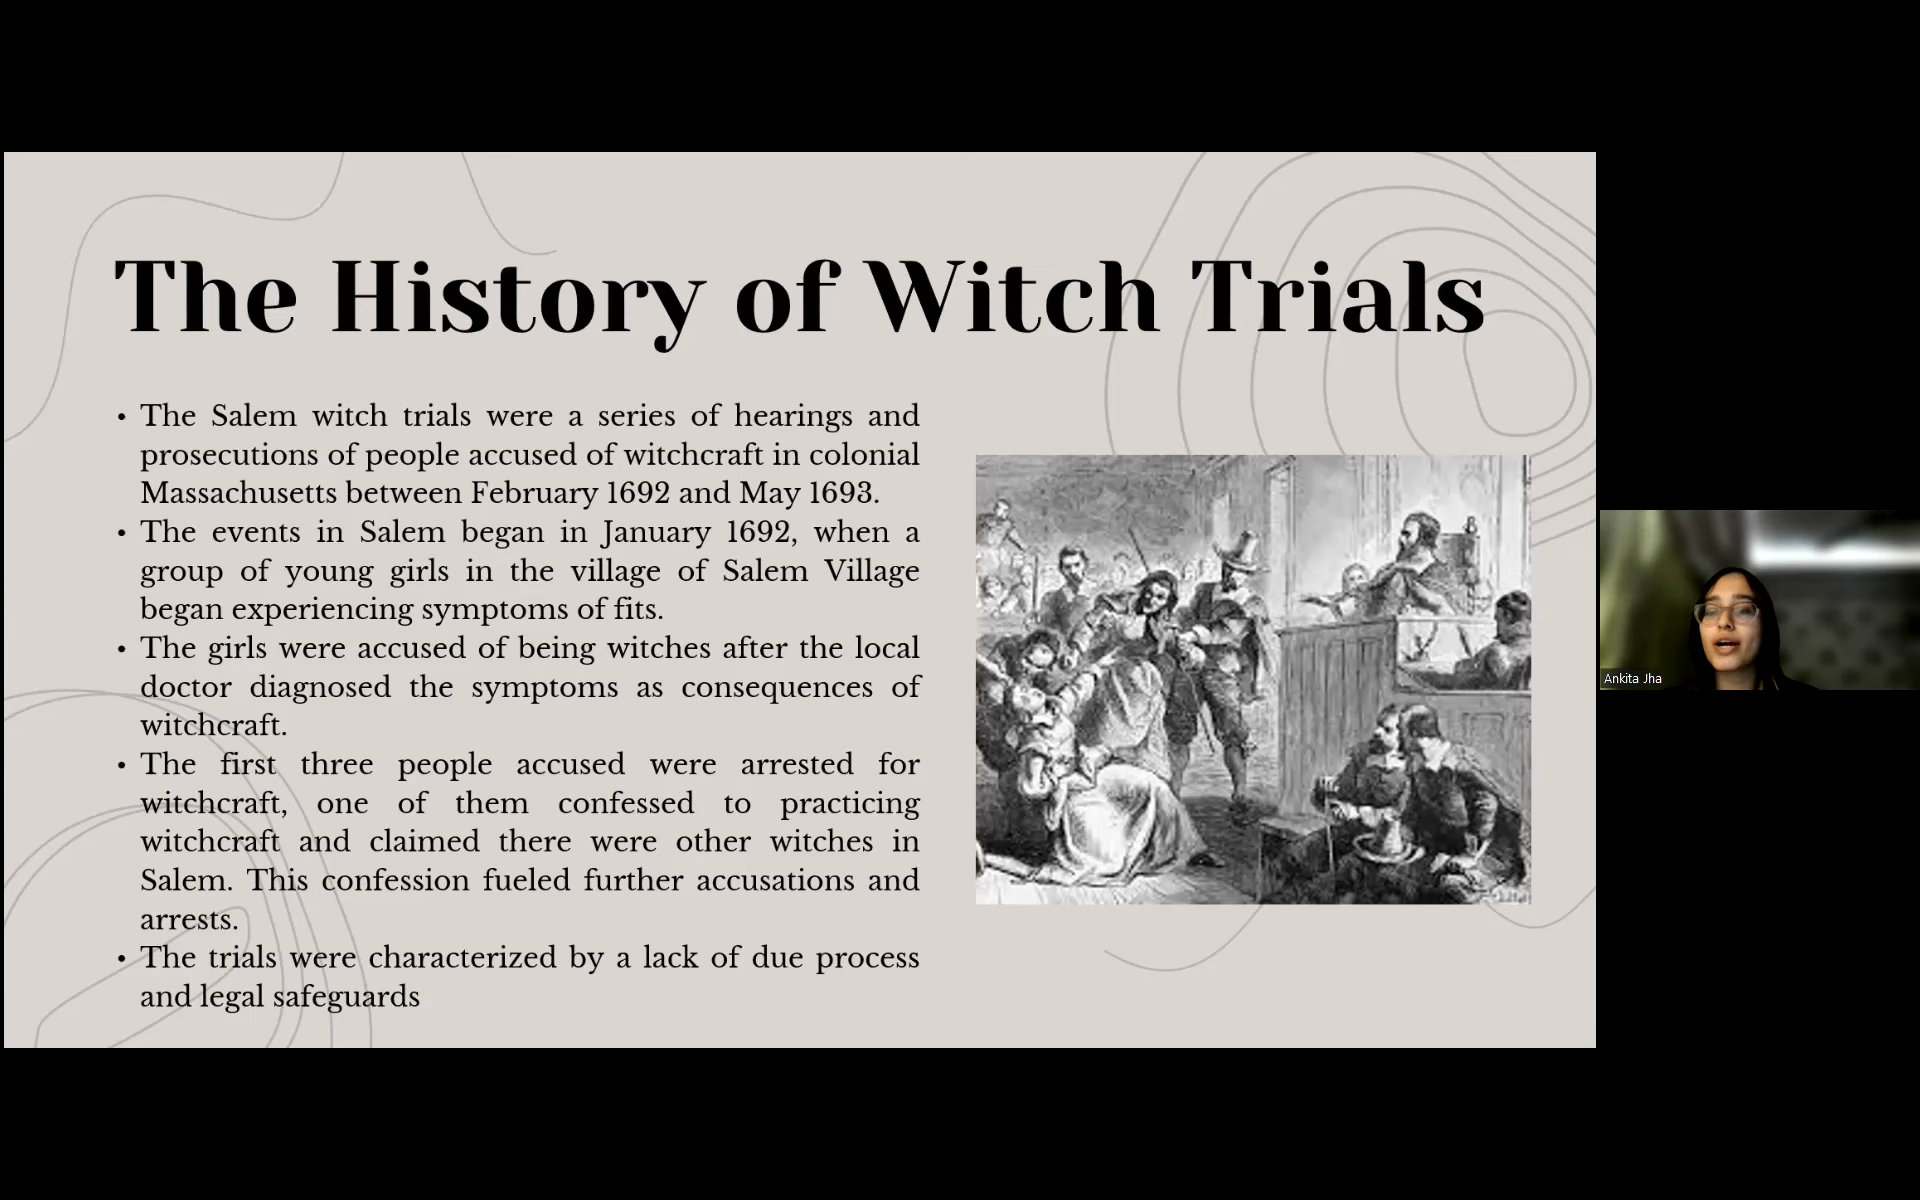 The History of Witch Trials
• The Salem witch trials were a series of hearings and
prosecutions of people accused of witchcraft in colonial
Massachusetts between February 1692 and May 1693.
• The events in Salem began in January 1692, when a
group of young girls in the village of Salem Village
began experiencing symptoms of fits.
• The girls were accused of being witches after the local
doctor diagnosed the symptoms as consequences of
witchcraft.
• The first three people accused were arrested for
witchcraft, one of them confessed to practicing
witchcraft and claimed there were other witches in
Salem. This confession fueled further accusations and
arrests.
• The trials were characterized by a lack of due process
and legal safeguards
Ankita Jha